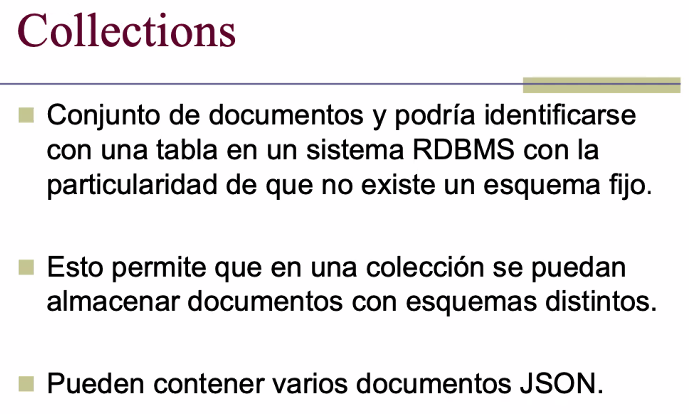 Collections
Conjunto de documentos y podría identificarse
con una tabla en un sistema RDBMS con la
particularidad de que no existe un esquema fijo.
Esto permite que en una colección se puedan
almacenar documentos con esquemas distintos.
Pueden contener varios documentos JSON.